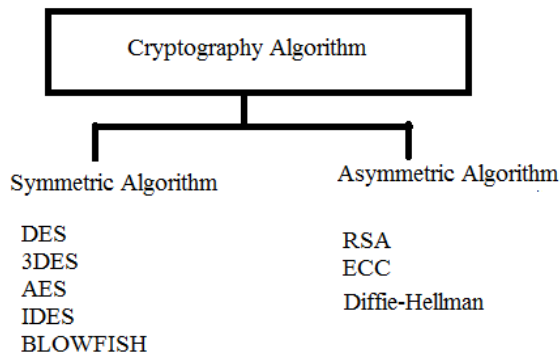 Cryptography Algorithm
Symmetric Algorithm
DES
3DES
AES
IDES
BLOWFISH
Asymmetric Algorithm
RSA
ECC
Diffie-Hellman